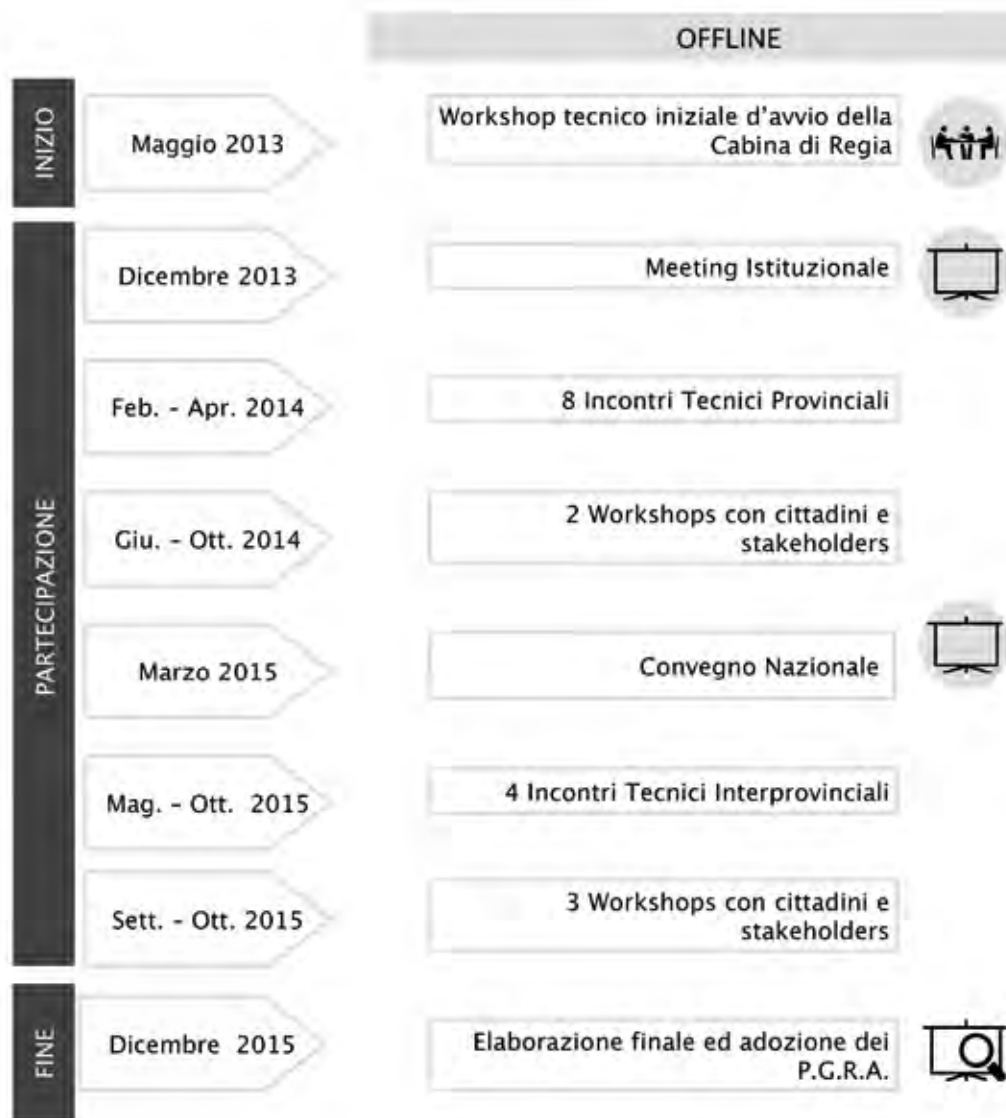 OFFLINE
INIZIO
Maggio 2013
Workshop tecnico iniziale d'avvio della
Cabina di Regia
PARTECIPAZIONE
Dicembre 2013
Meeting Istituzionale
Feb. - Apr. 2014
8 Incontri Tecnici Provinciali
Giu. - Ott. 2014
2 Workshops con cittadini e
stakeholders
Marzo 2015
Convegno Nazionale
Mag. - Ott. 2015
4 Incontri Tecnici Interprovinciali
Sett. - Ott. 2015
3 Workshops con cittadini e
stakeholders
FINE
Dicembre 2015
Elaborazione finale ed adozione dei
P.G.R.A.